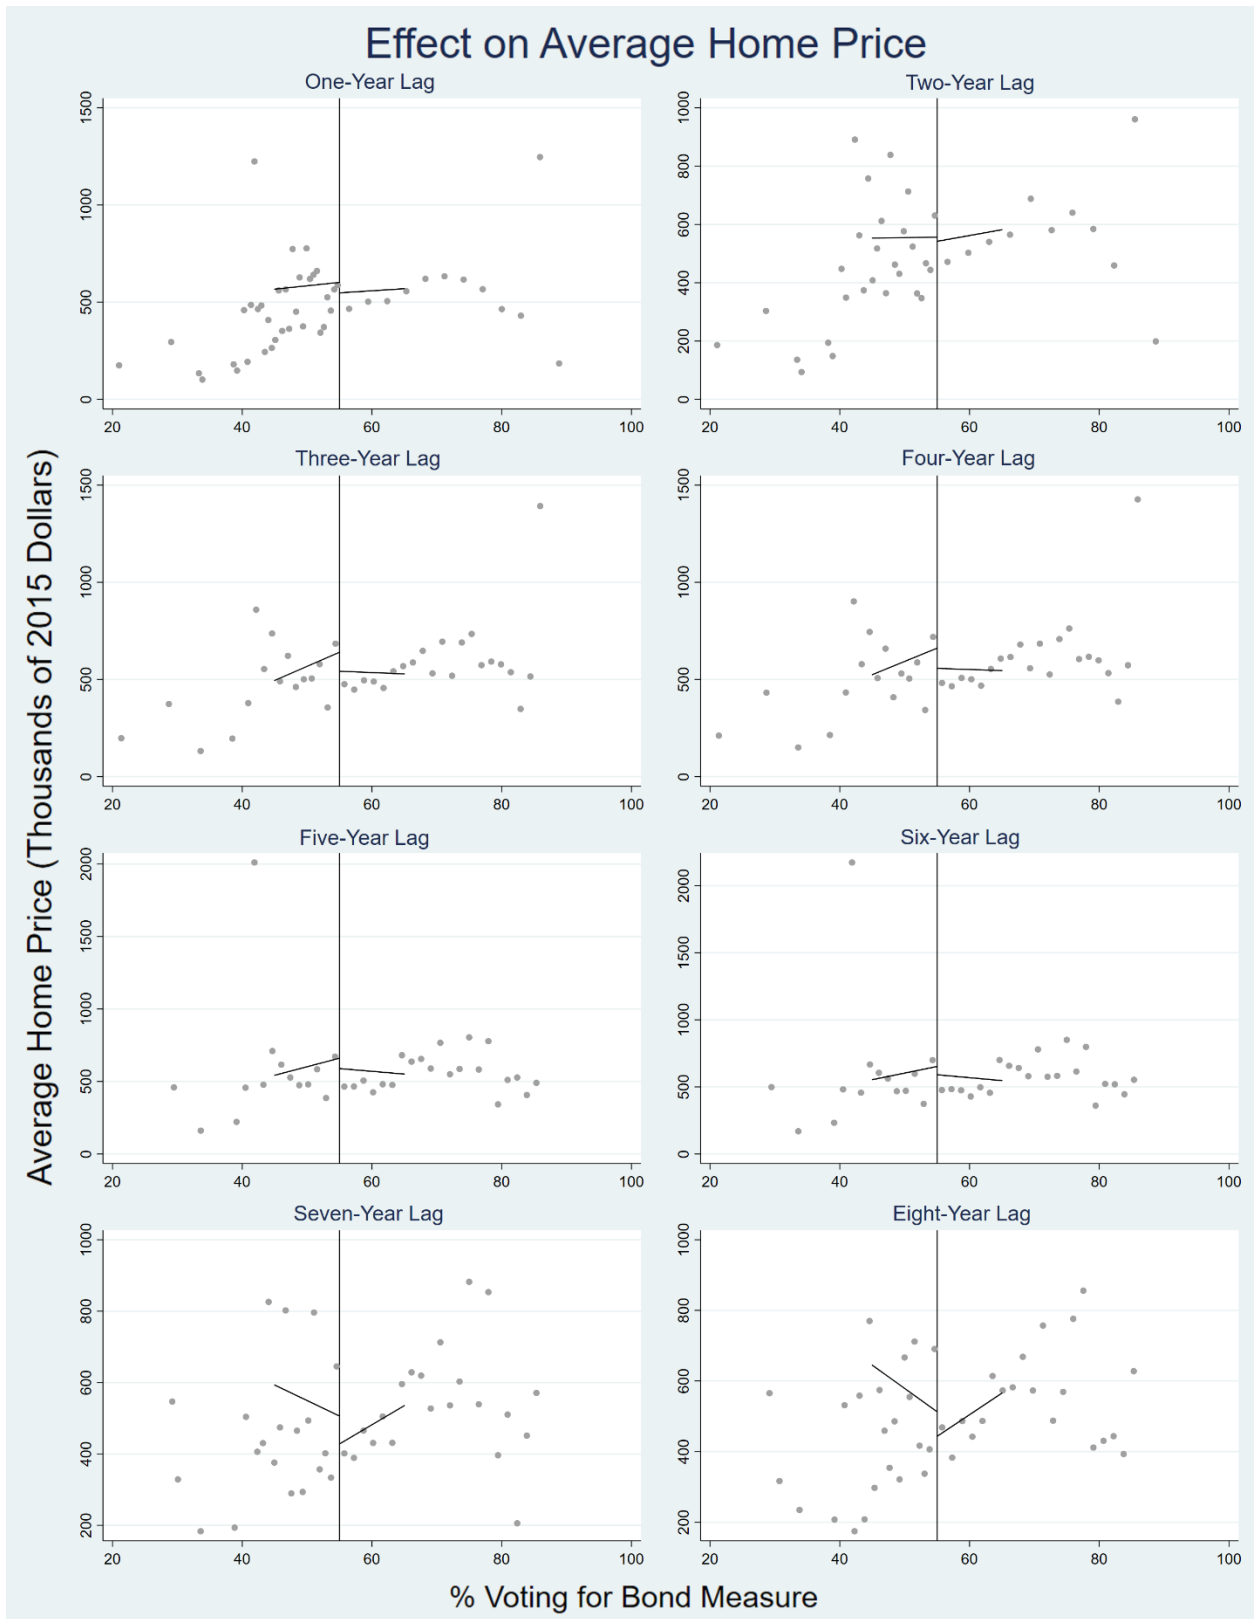 Effect on Average Home Price
One-Year Lag
Two-Year Lag
1500
1000
500
0
20 40 60 80 100
1000
800
600
400
200
0
20 40 60 80 100
Average Home Price (Thousands of 2015 Dollars)
Three-Year Lag
Four-Year Lag
1500
1000
500
0
20 40 60 80 100
1500
1000
500
0
20 40 60 80 100
Five-Year Lag
Six-Year Lag
2000
1500
1000
500
0
20 40 60 80 100
2000
1500
1000
500
0
20 40 60 80 100
Seven-Year Lag
Eight-Year Lag
1000
800
600
400
200
20 40 60 80 100
1000
800
600
400
200
20 40 60 80 100
% Voting for Bond Measure